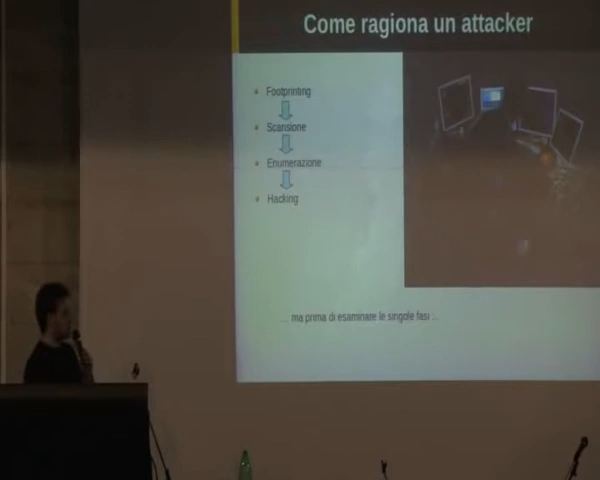 Come ragiona un attacker
Footprinting
Scansione
Enumerazione
Hacking
... ma prima di esaminare le singole fasi ...